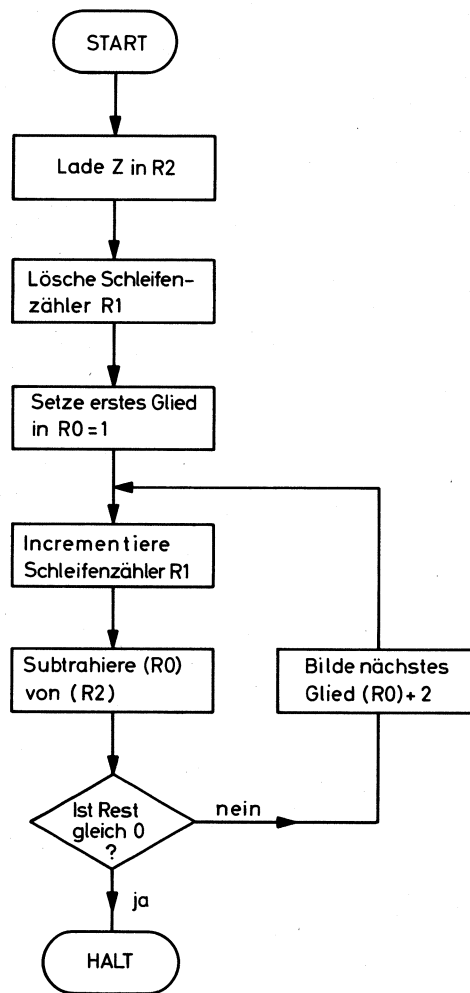 START
Lade Z in R2
Lösche Schleifen-
zähler R1
Setze erstes Glied
in R0=1
Incrementiere
Schleifenzähler R1
Subtrahiere (R0)
von (R2)
Bilde nächstes
Glied (R0)+2
Ist Rest
gleich 0
?
nein
ja
HALT